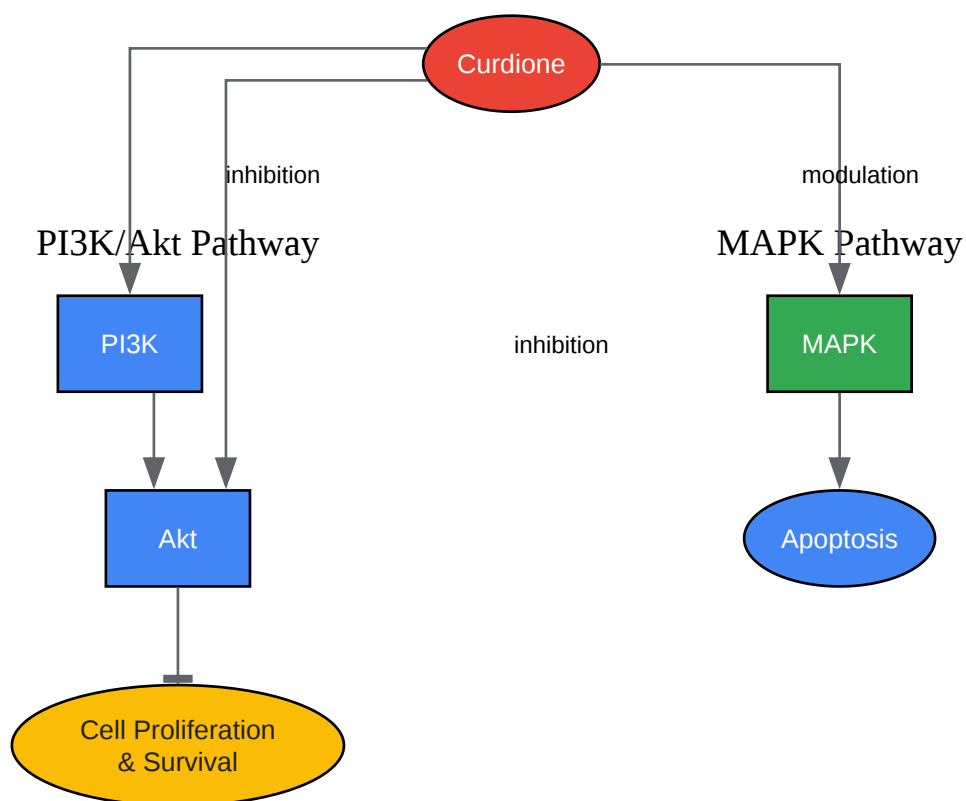 Curdione
inhibition
modulation
PI3K/Akt Pathway
MAPK Pathway
PI3K
inhibition
MAPK
Akt
Apoptosis
Cell Proliferation
& Survival